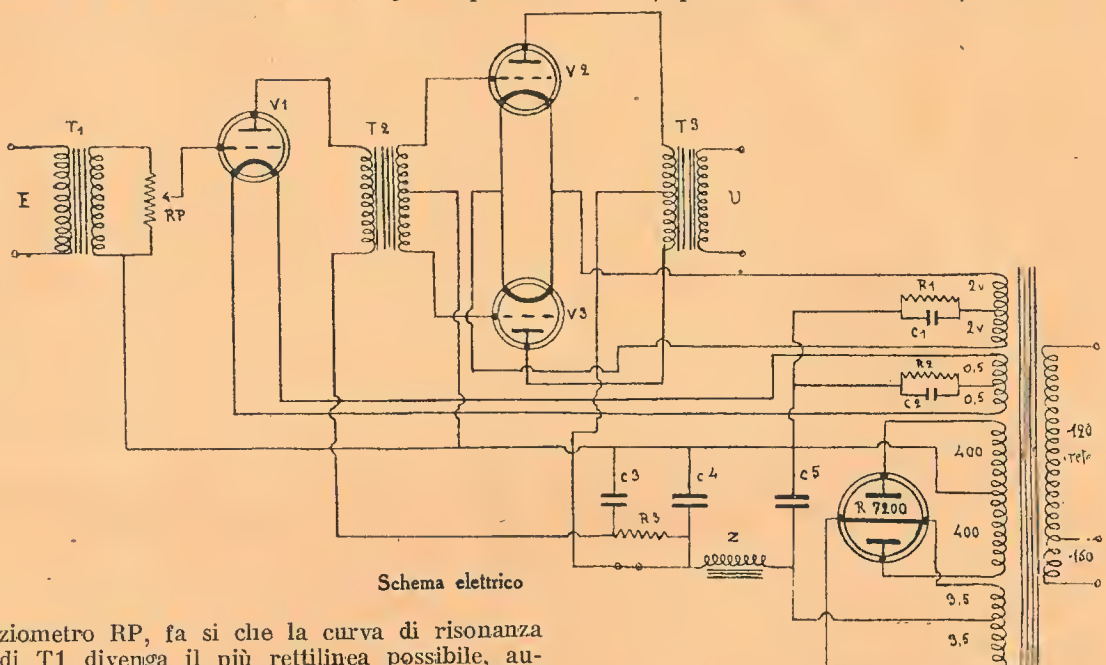 V2
V1
T1
T2
T3
E
RP
U
V3
R1
2v
C1
2v
R2
0,5
C2
0,5
120
rete
160
400
C3
C4
C5
R 7200
R3
400
Z
Schema elettrico
3,5
3,5
ziometro RP, fa si che la curva di risonanza
di T1 divenga il più rettilinea possibile, au-